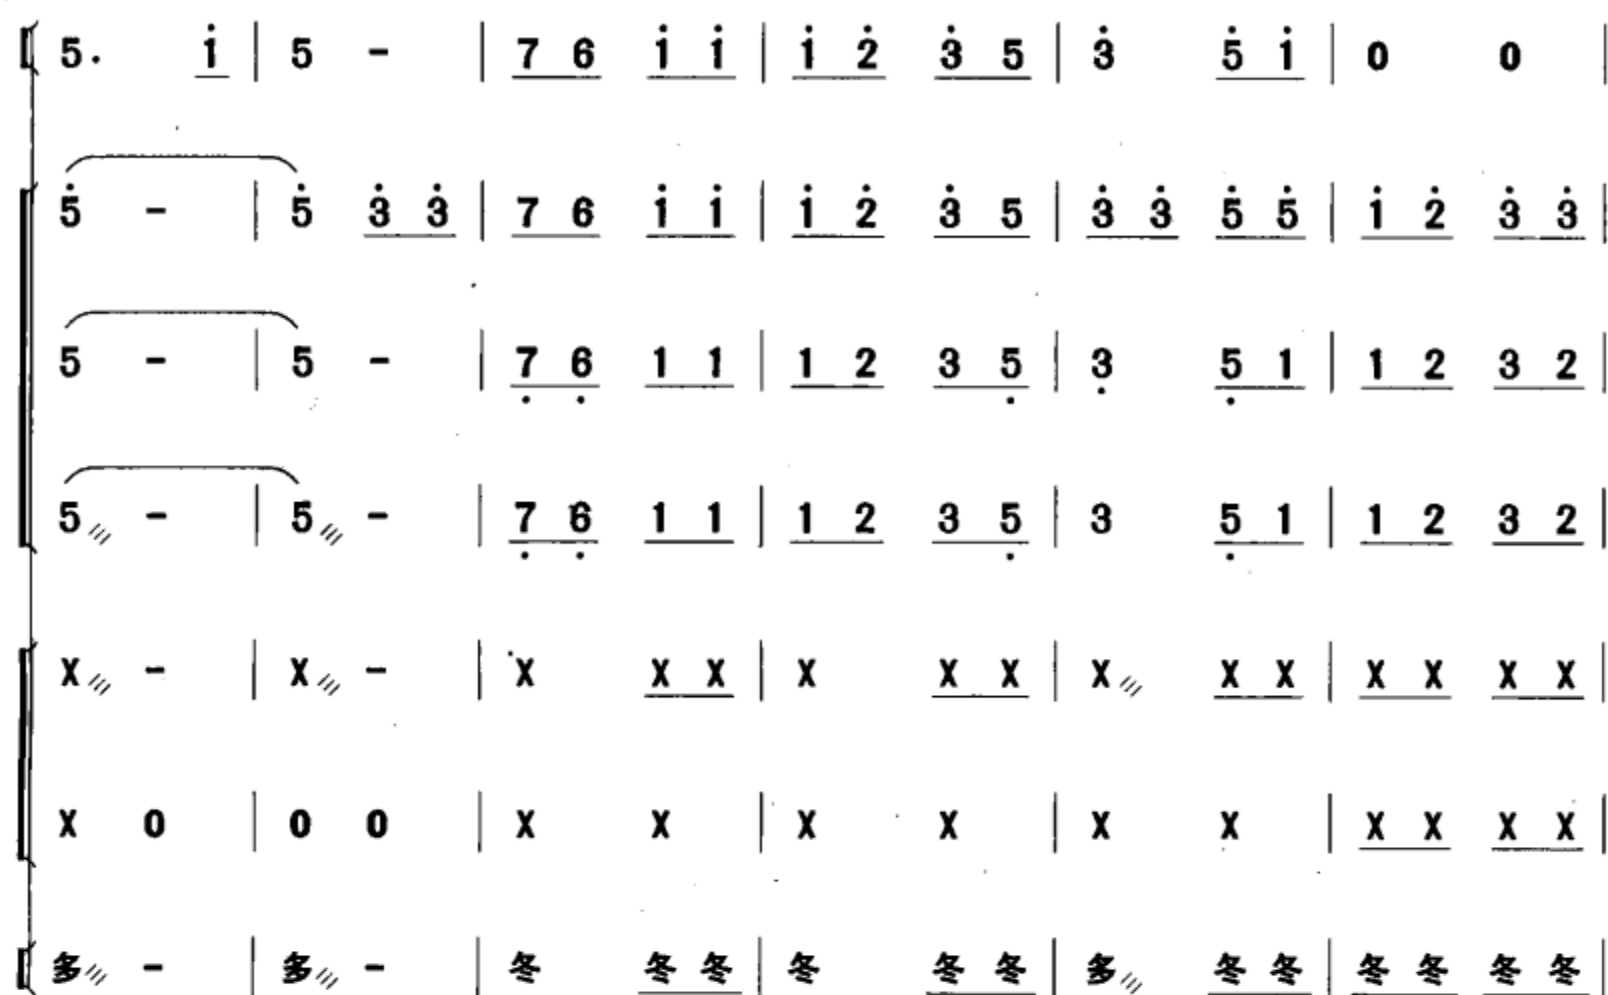 5. i̇ | 5 - | 7 6 i̇ i̇ | i̇ 2̇ 3̇ 5 | 3̇ 5̇ i̇ | 0 0 |
5̇ - | 5̇ 3̇ 3̇ | 7 6 i̇ i̇ | i̇ 2̇ 3̇ 5 | 3̇ 3̇ 5̇ 5̇ | i̇ 2̇ 3̇ 3̇ |
5 - | 5 - | 7̣ 6̣ 1 1 | 1 2 3 5̣ | 3̣ 5̣ 1 | 1 2 3 2 |
5/// - | 5/// - | 7̣ 6̣ 1 1 | 1 2 3 5̣ | 3 5̣ 1 | 1 2 3 2 |
X/// - | X/// - | X X X | X X X | X/// X X | X X X X |
X 0 | 0 0 | X X | X X | X X | X X X X |
多/// - | 多/// - | 冬 冬 冬 | 冬 冬 冬 | 多/// 冬 冬 | 冬 冬 冬 冬 |